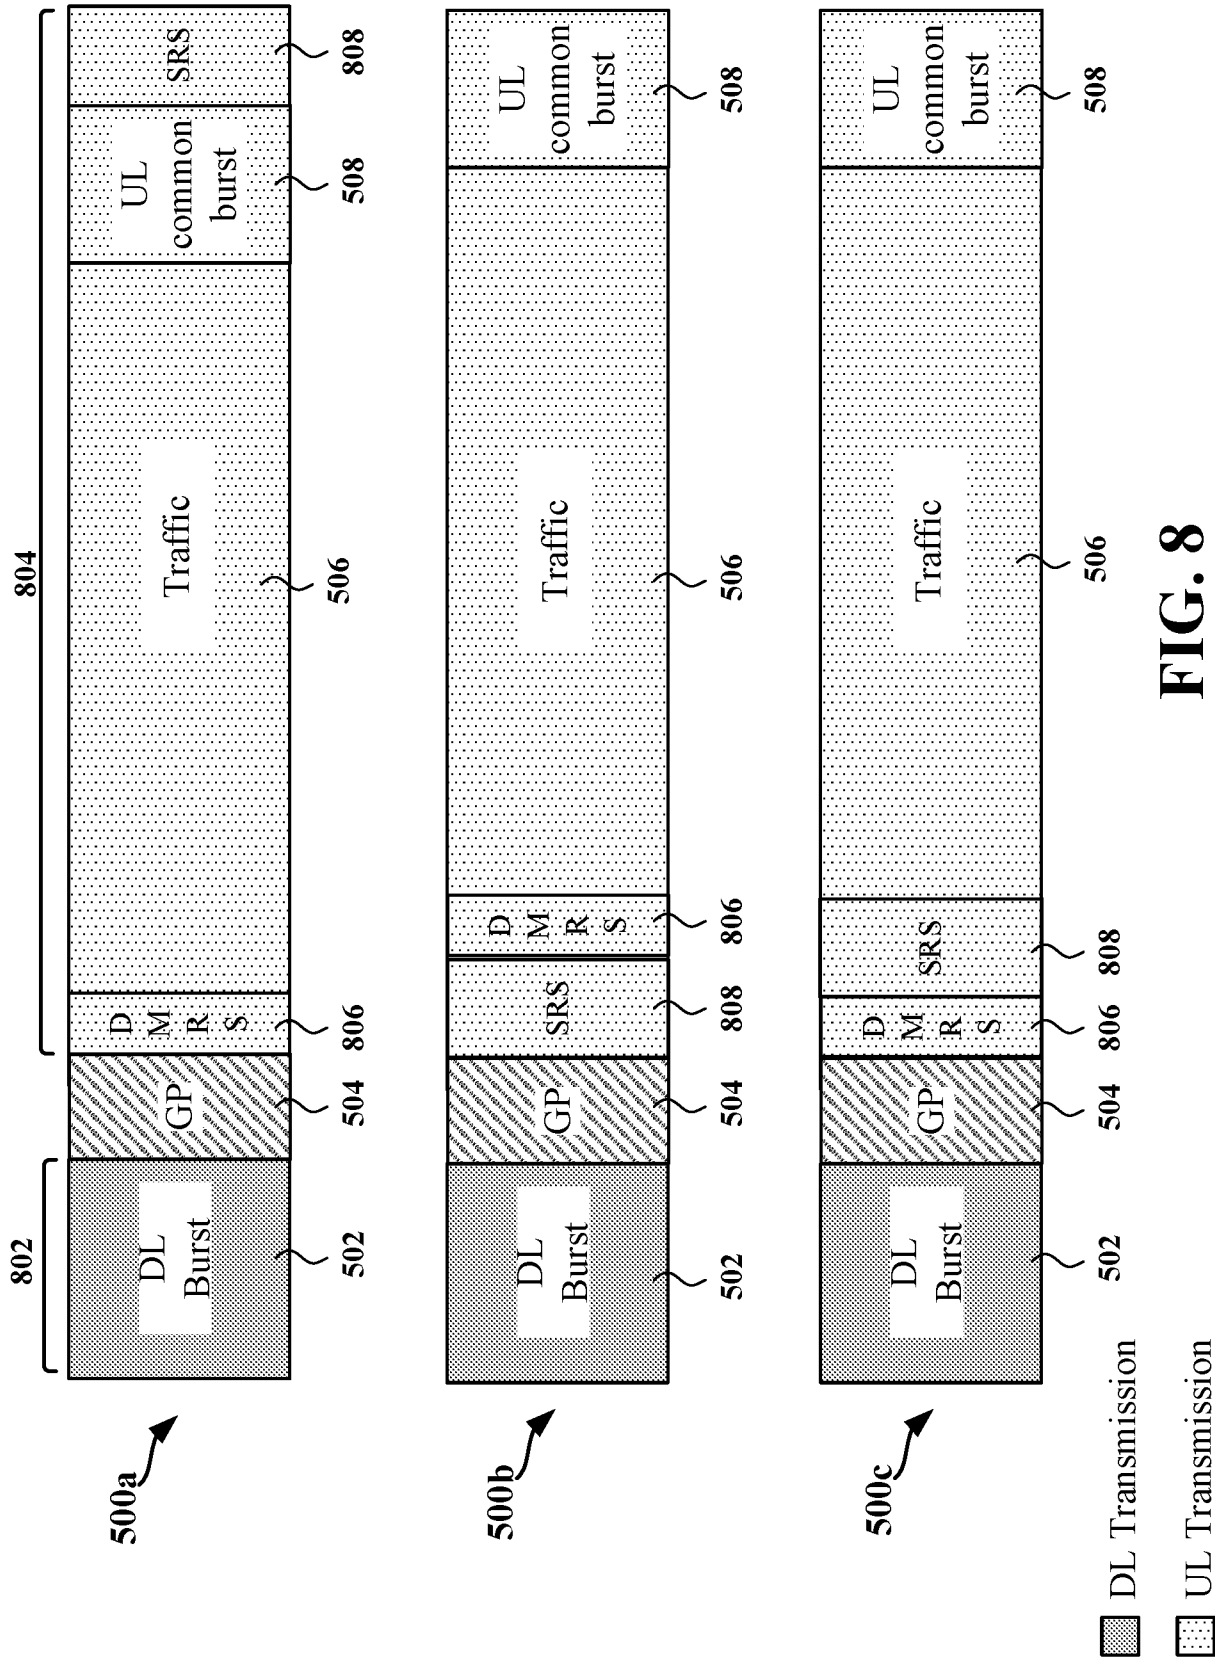 802
804
500a
DL
Burst
GP
D
M
R
S
Traffic
UL
common
burst
SRS
502
504
806
506
508
808
500b
DL
Burst
GP
SRS
D
M
R
S
Traffic
UL
common
burst
502
504
808
806
506
508
500c
DL
Burst
GP
D
M
R
S
SRS
Traffic
UL
common
burst
502
504
806
808
506
508
DL Transmission
UL Transmission
FIG. 8